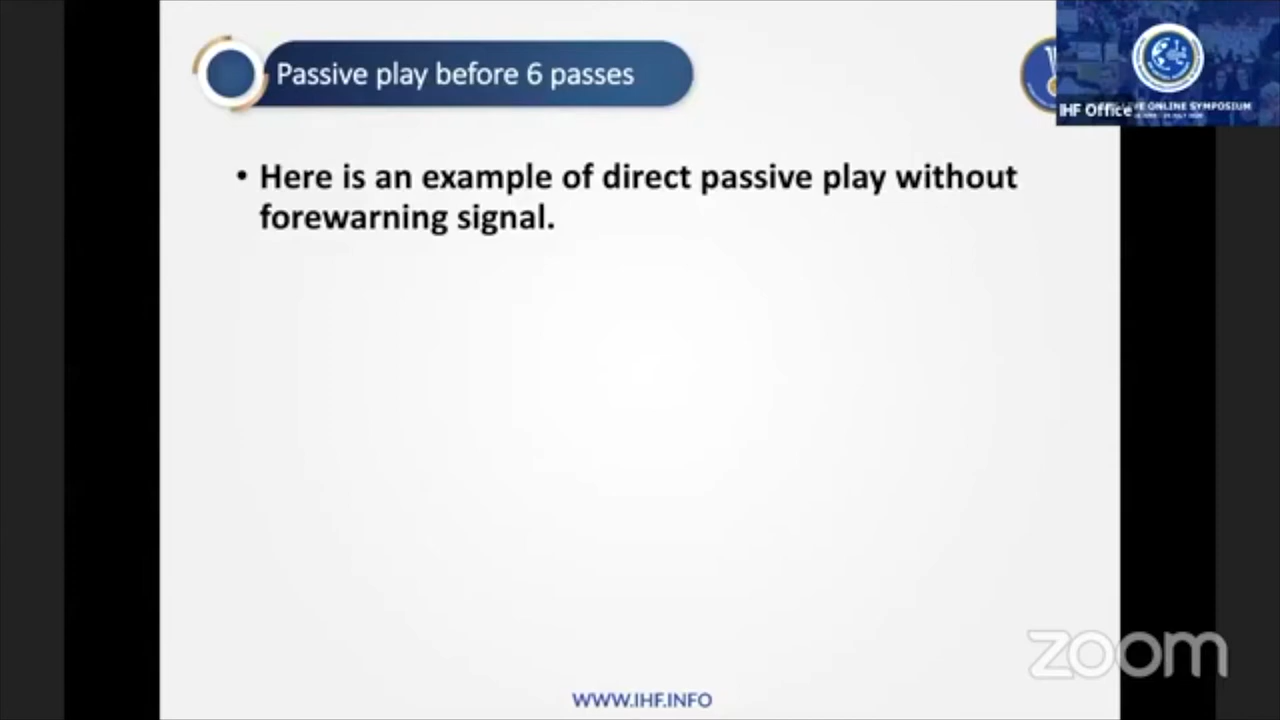 Passive play before 6 passes
IHF Office
LIVE ONLINE SYMPOSIUM
• Here is an example of direct passive play without
forewarning signal.
zoom
WWW.IHF.INFO